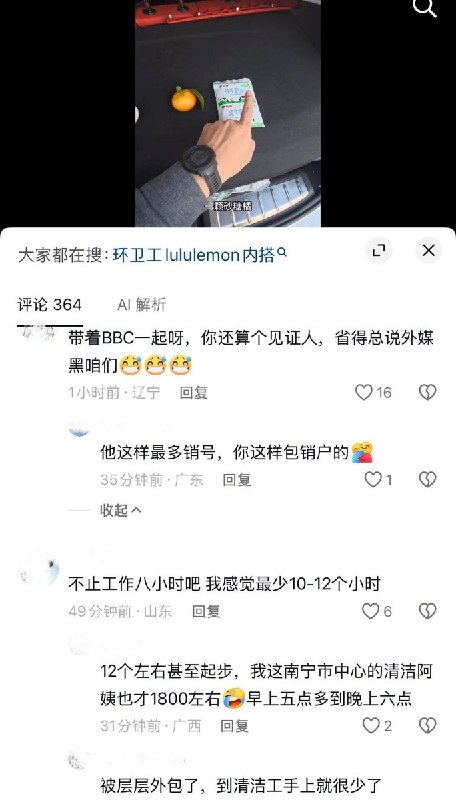 一颗砂糖橘
大家都在搜：环卫工lululemon内搭
评论 364 AI 解析
带着BBC一起呀，你还算个见证人，省得总说外媒
黑咱们😅😅😅
1小时前·辽宁 回复 16
他这样最多销号，你这样包销户的🫂
35分钟前·广东 回复 1
收起
不止工作八小时吧 我感觉最少10-12个小时
49分钟前·山东 回复 6
12个左右甚至起步，我这南宁市中心的清洁阿
姨也才1800左右🤣早上五点多到晚上六点
31分钟前·广西 回复 2
被层层外包了，到清洁工手上就很少了